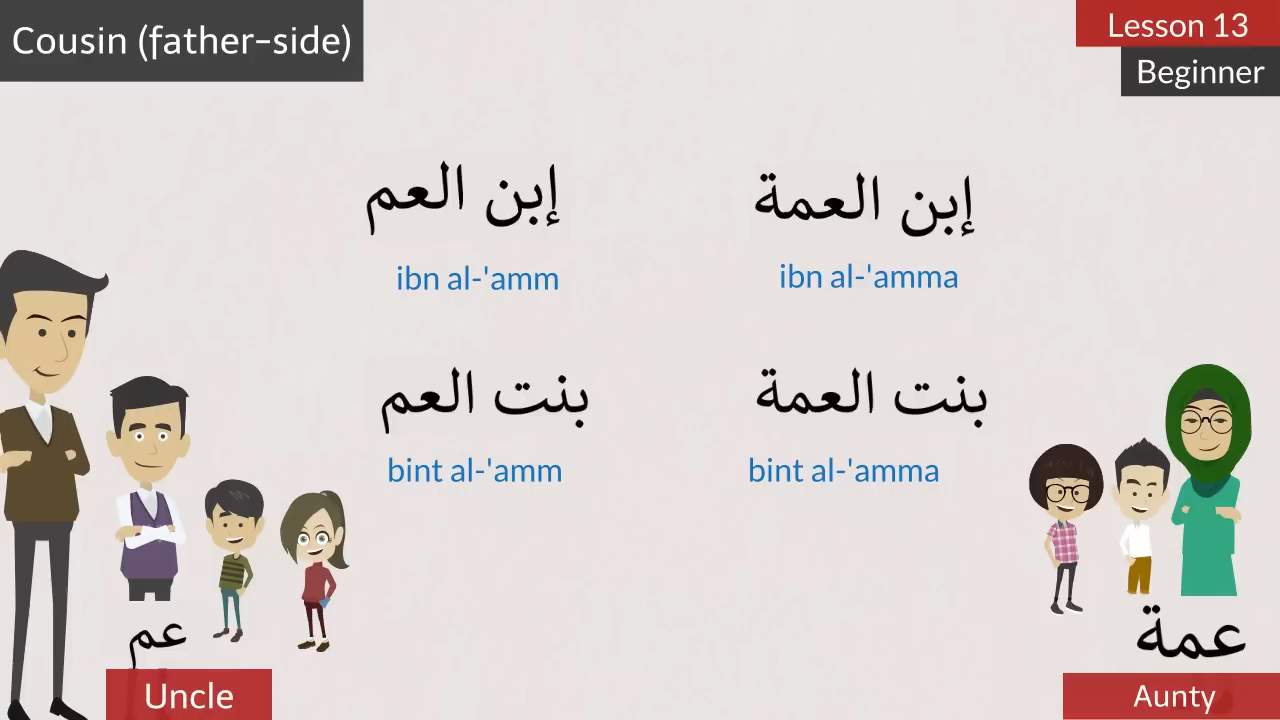 Cousin (father-side)
Lesson 13
Beginner
إبن العم
ibn al-'amm
إبن العمة
ibn al-'amma
بنت العم
bint al-'amm
بنت العمة
bint al-'amma
عم
Uncle
عمة
Aunty